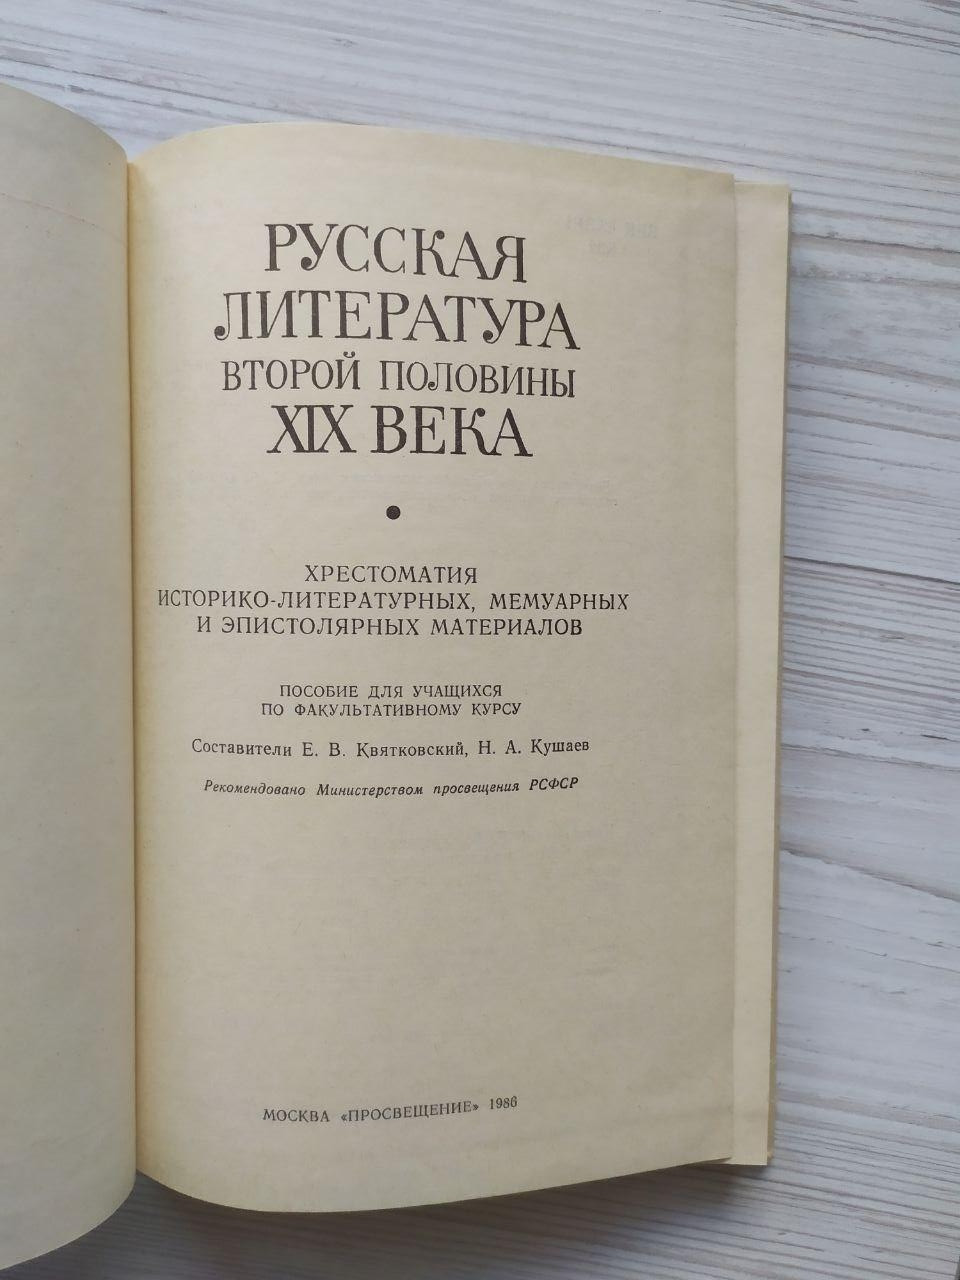 РУССКАЯ
ЛИТЕРАТУРА
ВТОРОЙ ПОЛОВИНЫ
XIX ВЕКА
•
ХРЕСТОМАТИЯ
ИСТОРИКО-ЛИТЕРАТУРНЫХ, МЕМУАРНЫХ
И ЭПИСТОЛЯРНЫХ МАТЕРИАЛОВ
ПОСОБИЕ ДЛЯ УЧАЩИХСЯ
ПО ФАКУЛЬТАТИВНОМУ КУРСУ
Составители Е. В. Квятковский, Н. А. Кушаев
Рекомендовано Министерством просвещения РСФСР
МОСКВА «ПРОСВЕЩЕНИЕ» 1986